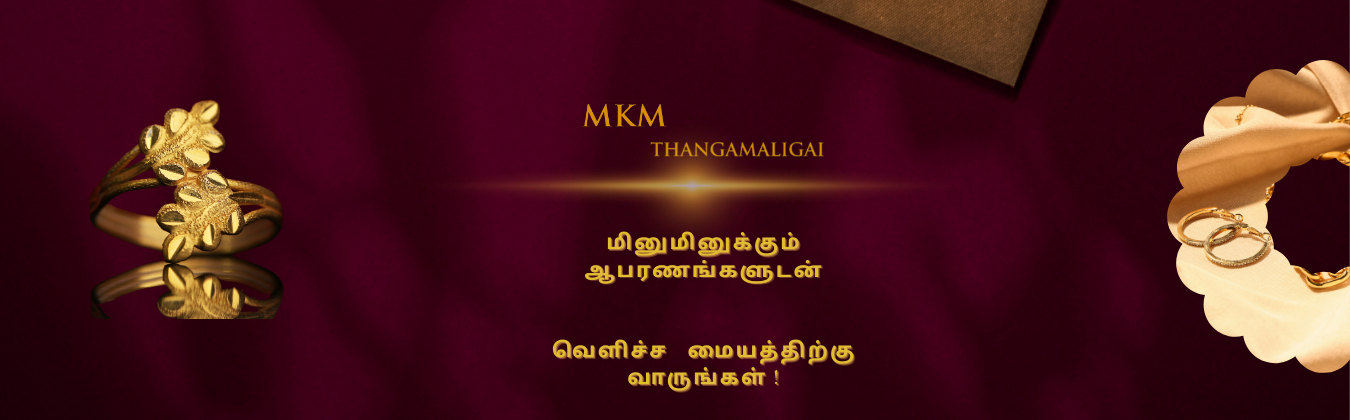 MKM
THANGAMALIGAI
மினுமினுக்கும்
ஆபரணங்களுடன்
வெளிச்ச மையத்திற்கு
வாருங்கள் !